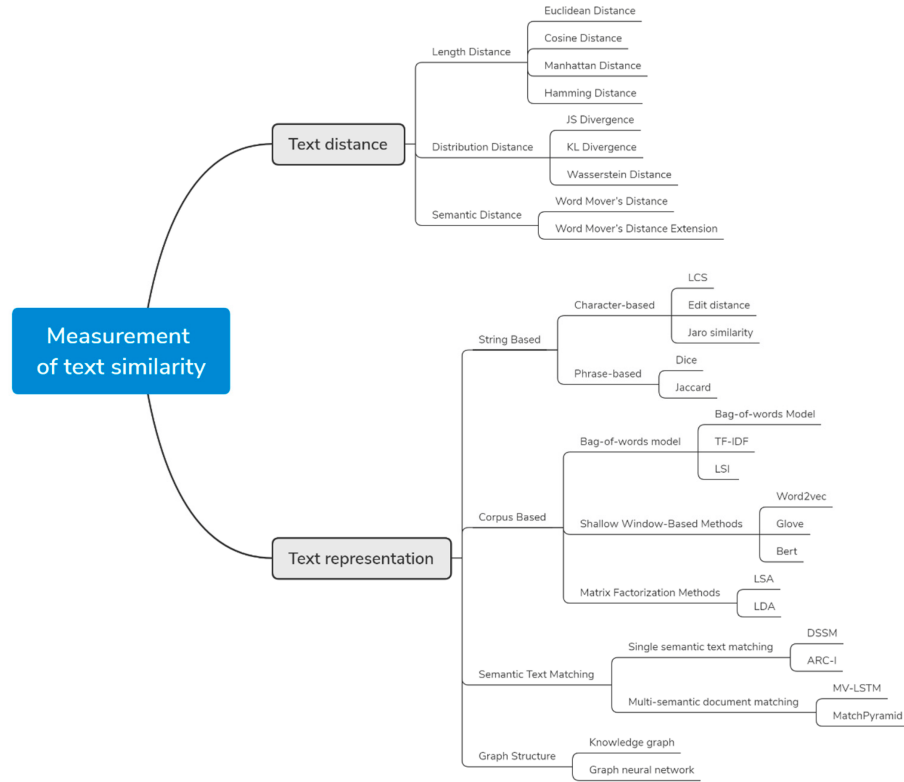 Measurement
of text similarity
Text distance
Length Distance
Euclidean Distance
Cosine Distance
Manhattan Distance
Hamming Distance
Distribution Distance
JS Divergence
KL Divergence
Wasserstein Distance
Semantic Distance
Word Mover's Distance
Word Mover's Distance Extension
Text representation
String Based
Character-based
LCS
Edit distance
Jaro similarity
Phrase-based
Dice
Jaccard
Corpus Based
Bag-of-words model
Bag-of-words Model
TF-IDF
LSI
Shallow Window-Based Methods
Word2vec
Glove
Bert
Matrix Factorization Methods
LSA
LDA
Semantic Text Matching
Single semantic text matching
DSSM
ARC-I
Multi-semantic document matching
MV-LSTM
MatchPyramid
Graph Structure
Knowledge graph
Graph neural network